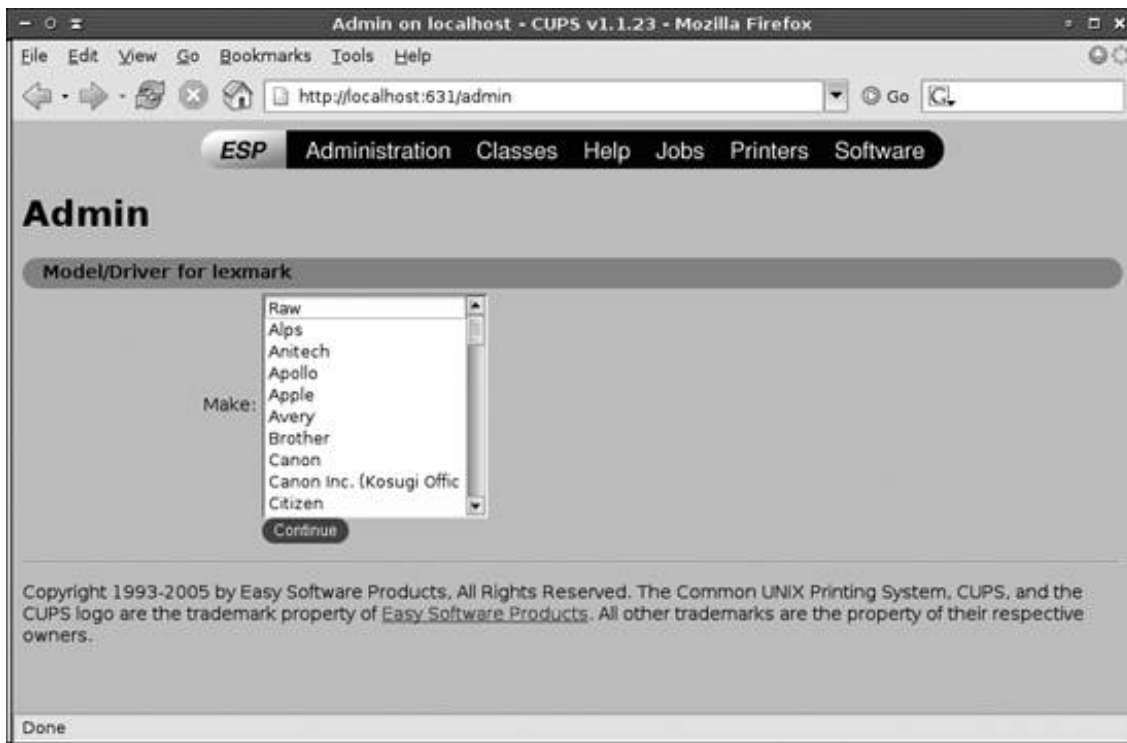 Admin on localhost - CUPS v1.1.23 - Mozilla Firefox
File Edit View Go Bookmarks Tools Help
http://localhost:631/admin Go G
ESP Administration Classes Help Jobs Printers Software
Admin
Model/Driver for lexmark
Raw
Alps
Anitech
Apollo
Apple
Make:
Avery
Brother
Canon
Canon Inc. (Kosugi Offic
Citizen
Continue
Copyright 1993-2005 by Easy Software Products, All Rights Reserved. The Common UNIX Printing System, CUPS, and the
CUPS logo are the trademark property of Easy Software Products. All other trademarks are the property of their respective
owners.
Done